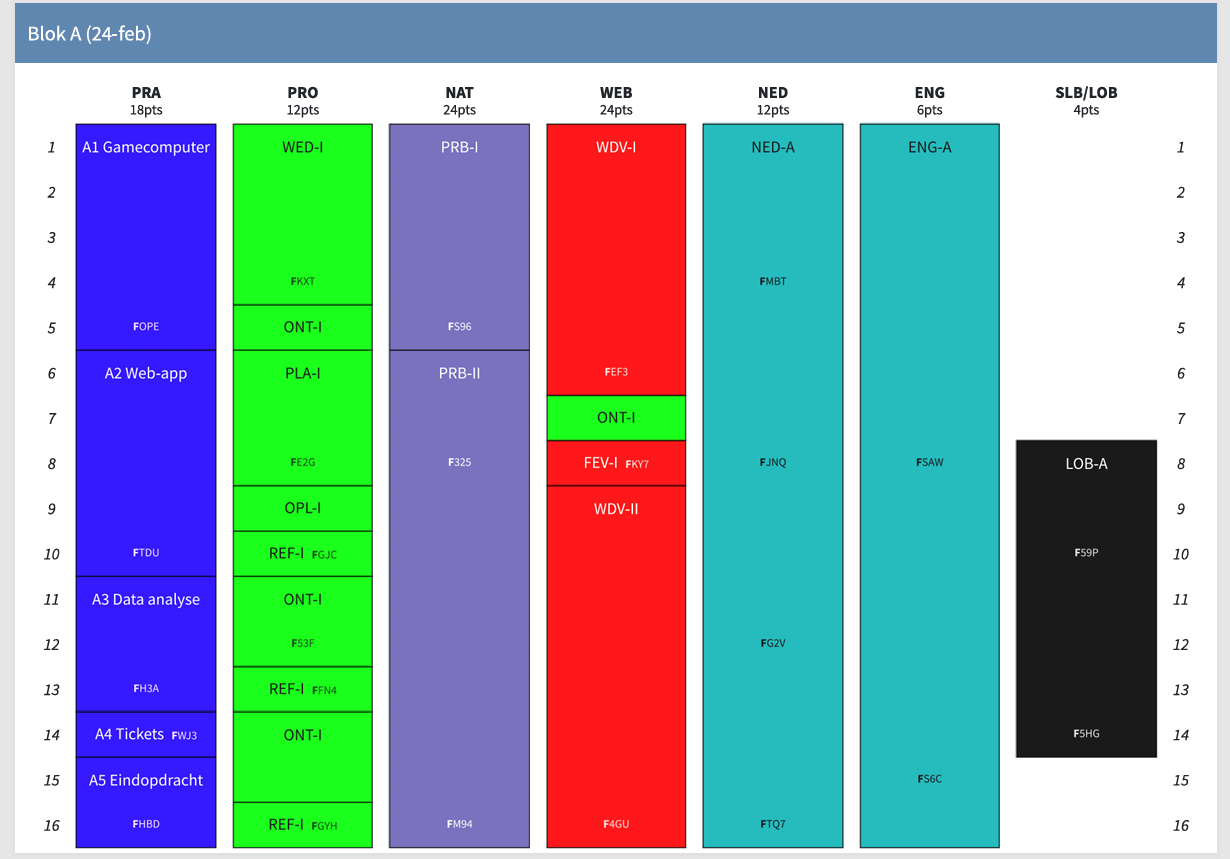 Blok A (24-feb)
PRA PRO NAT WEB NED ENG SLB/LOB
18pts 12pts 24pts 24pts 12pts 6pts 4pts
1 A1 Gamecomputer WED-I PRB-I WDV-I NED-A ENG-A 1
2 2
3 3
4 FKXT FMBT 4
5 FOPE ONT-I FS96 5
6 A2 Web-app PLA-I PRB-II FEF3 6
7 ONT-I 7
8 FE2G F325 FEV-I FKY7 FJNQ FSAW LOB-A 8
9 OPL-I WDV-II 9
10 FTDU REF-I FGJC F59P 10
11 A3 Data analyse ONT-I 11
12 F53F FG2V 12
13 FH3A REF-I FFN4 13
14 A4 Tickets FWJ3 ONT-I F5HG 14
15 A5 Eindopdracht FS6C 15
16 FHBD REF-I FGYH FM94 F4GU FTQ7 16